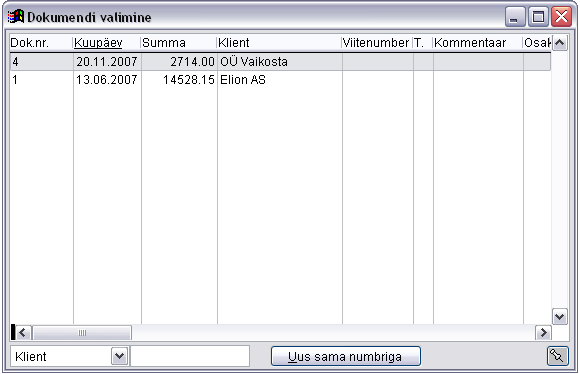 Dokumendi valimine
Dok.nr. Kuupäev Summa Klient Viitenumber T. Kommentaar Osak
4 20.11.2007 2714.00 OÜ Vaikosta
1 13.06.2007 14528.15 Elion AS
Klient Uus sama numbriga